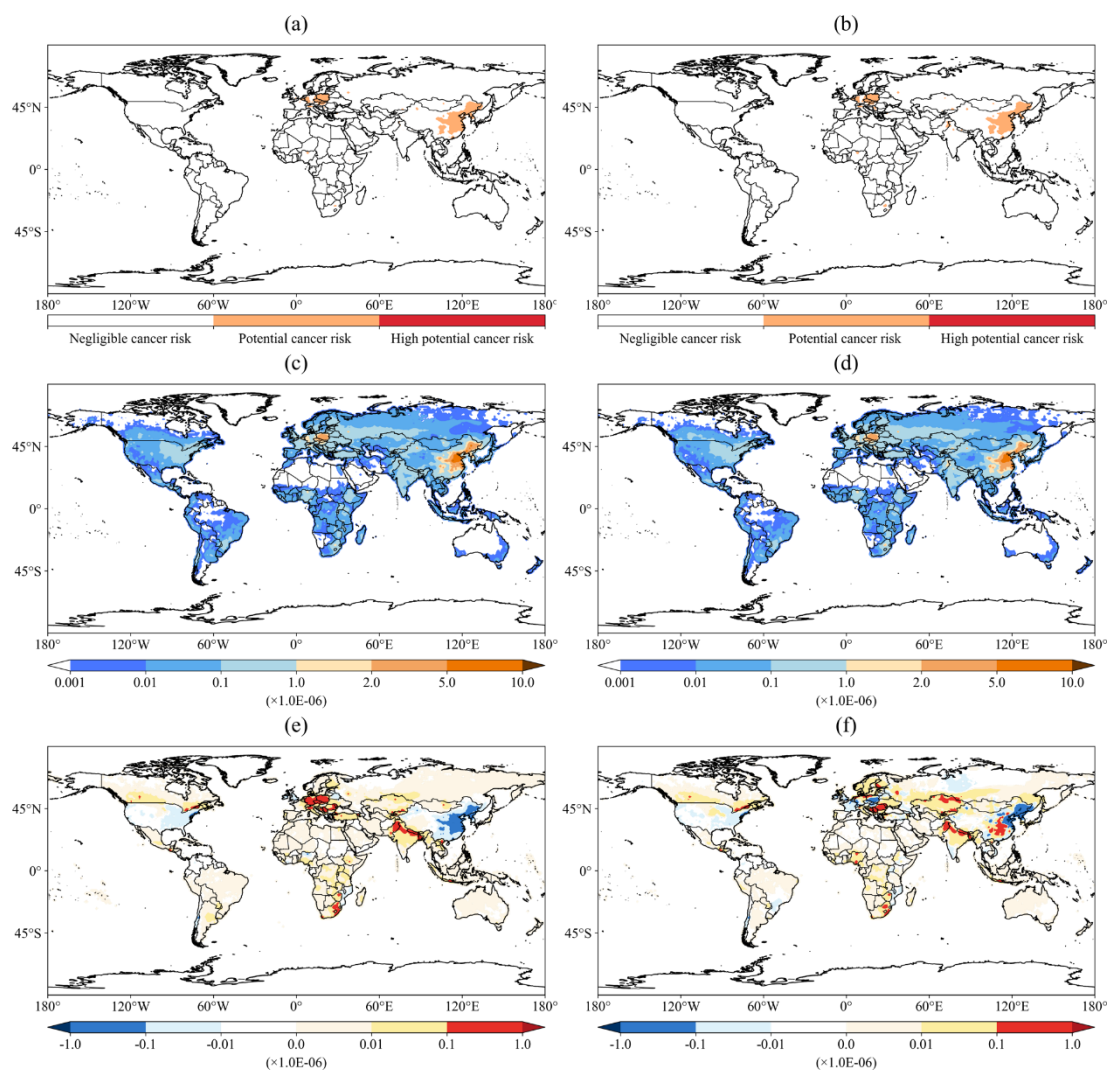 (a) (b)
45°N 45°N
0° 0°
45°S 45°S
180° 120°W 60°W 0° 60°E 120°E 180° 180° 120°W 60°W 0° 60°E 120°E 180°
Negligible cancer risk Potential cancer risk High potential cancer risk Negligible cancer risk Potential cancer risk High potential cancer risk
(c) (d)
45°N 45°N
0° 0°
45°S 45°S
180° 120°W 60°W 0° 60°E 120°E 180° 180° 120°W 60°W 0° 60°E 120°E 180°
0.001 0.01 0.1 1.0 2.0 5.0 10.0 0.001 0.01 0.1 1.0 2.0 5.0 10.0
(×1.0E-06) (×1.0E-06)
(e) (f)
45°N 45°N
0° 0°
45°S 45°S
180° 120°W 60°W 0° 60°E 120°E 180° 180° 120°W 60°W 0° 60°E 120°E 180°
-1.0 -0.1 -0.01 0.0 0.01 0.1 1.0 -1.0 -0.1 -0.01 0.0 0.01 0.1 1.0
(×1.0E-06) (×1.0E-06)